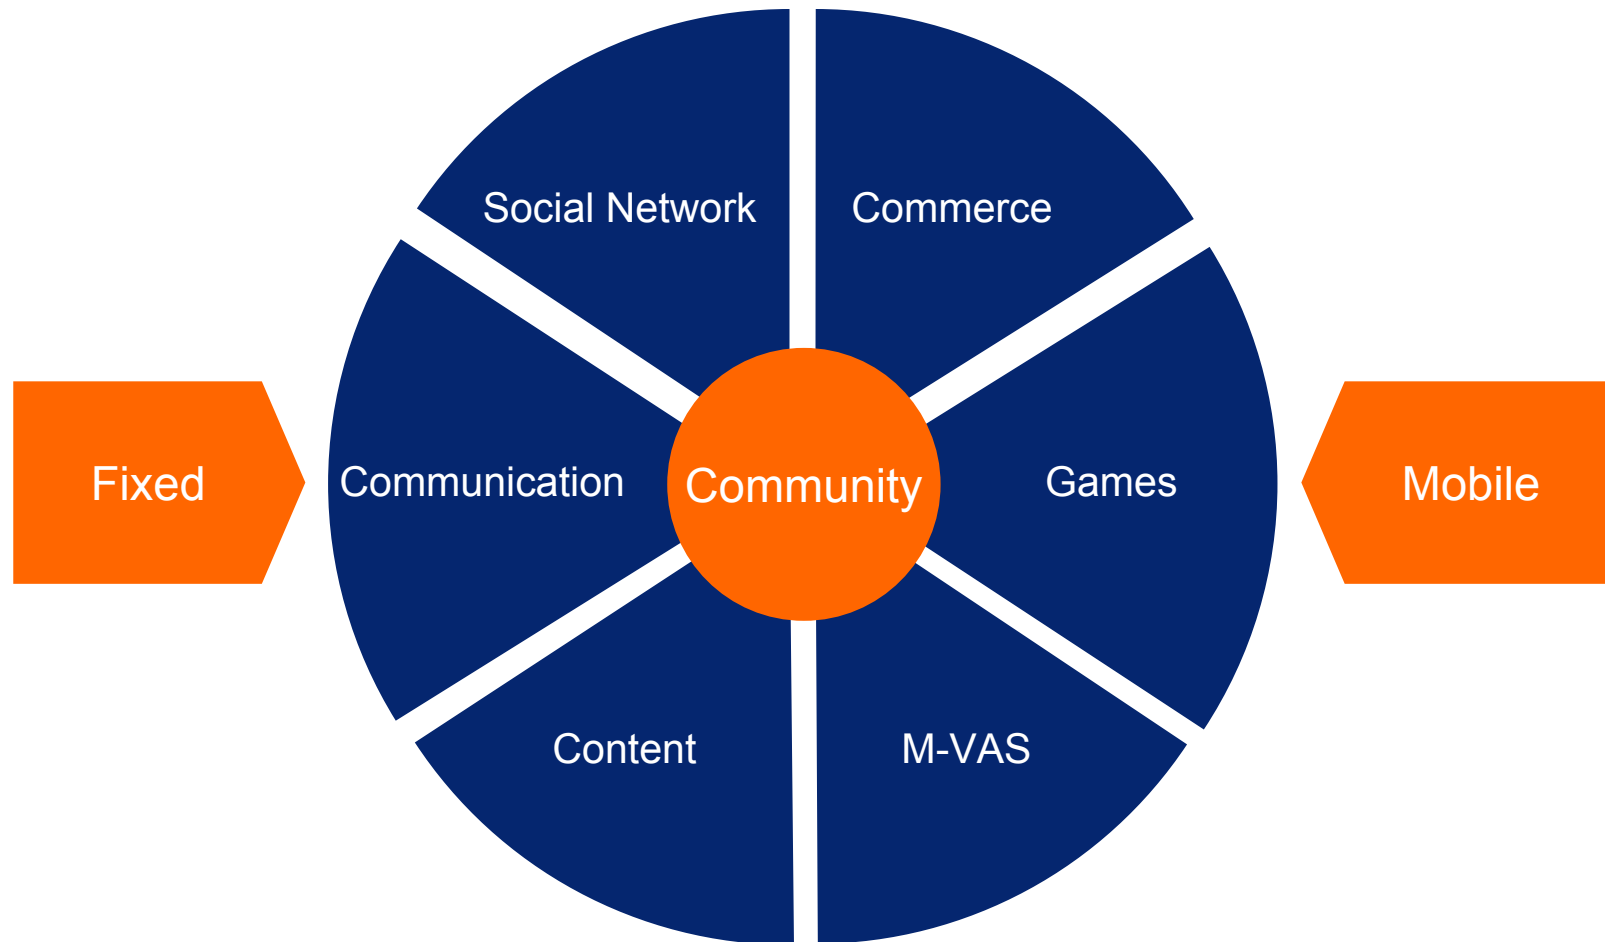 Social Network
Commerce
Fixed
Communication
Community
Games
Mobile
Content
M-VAS